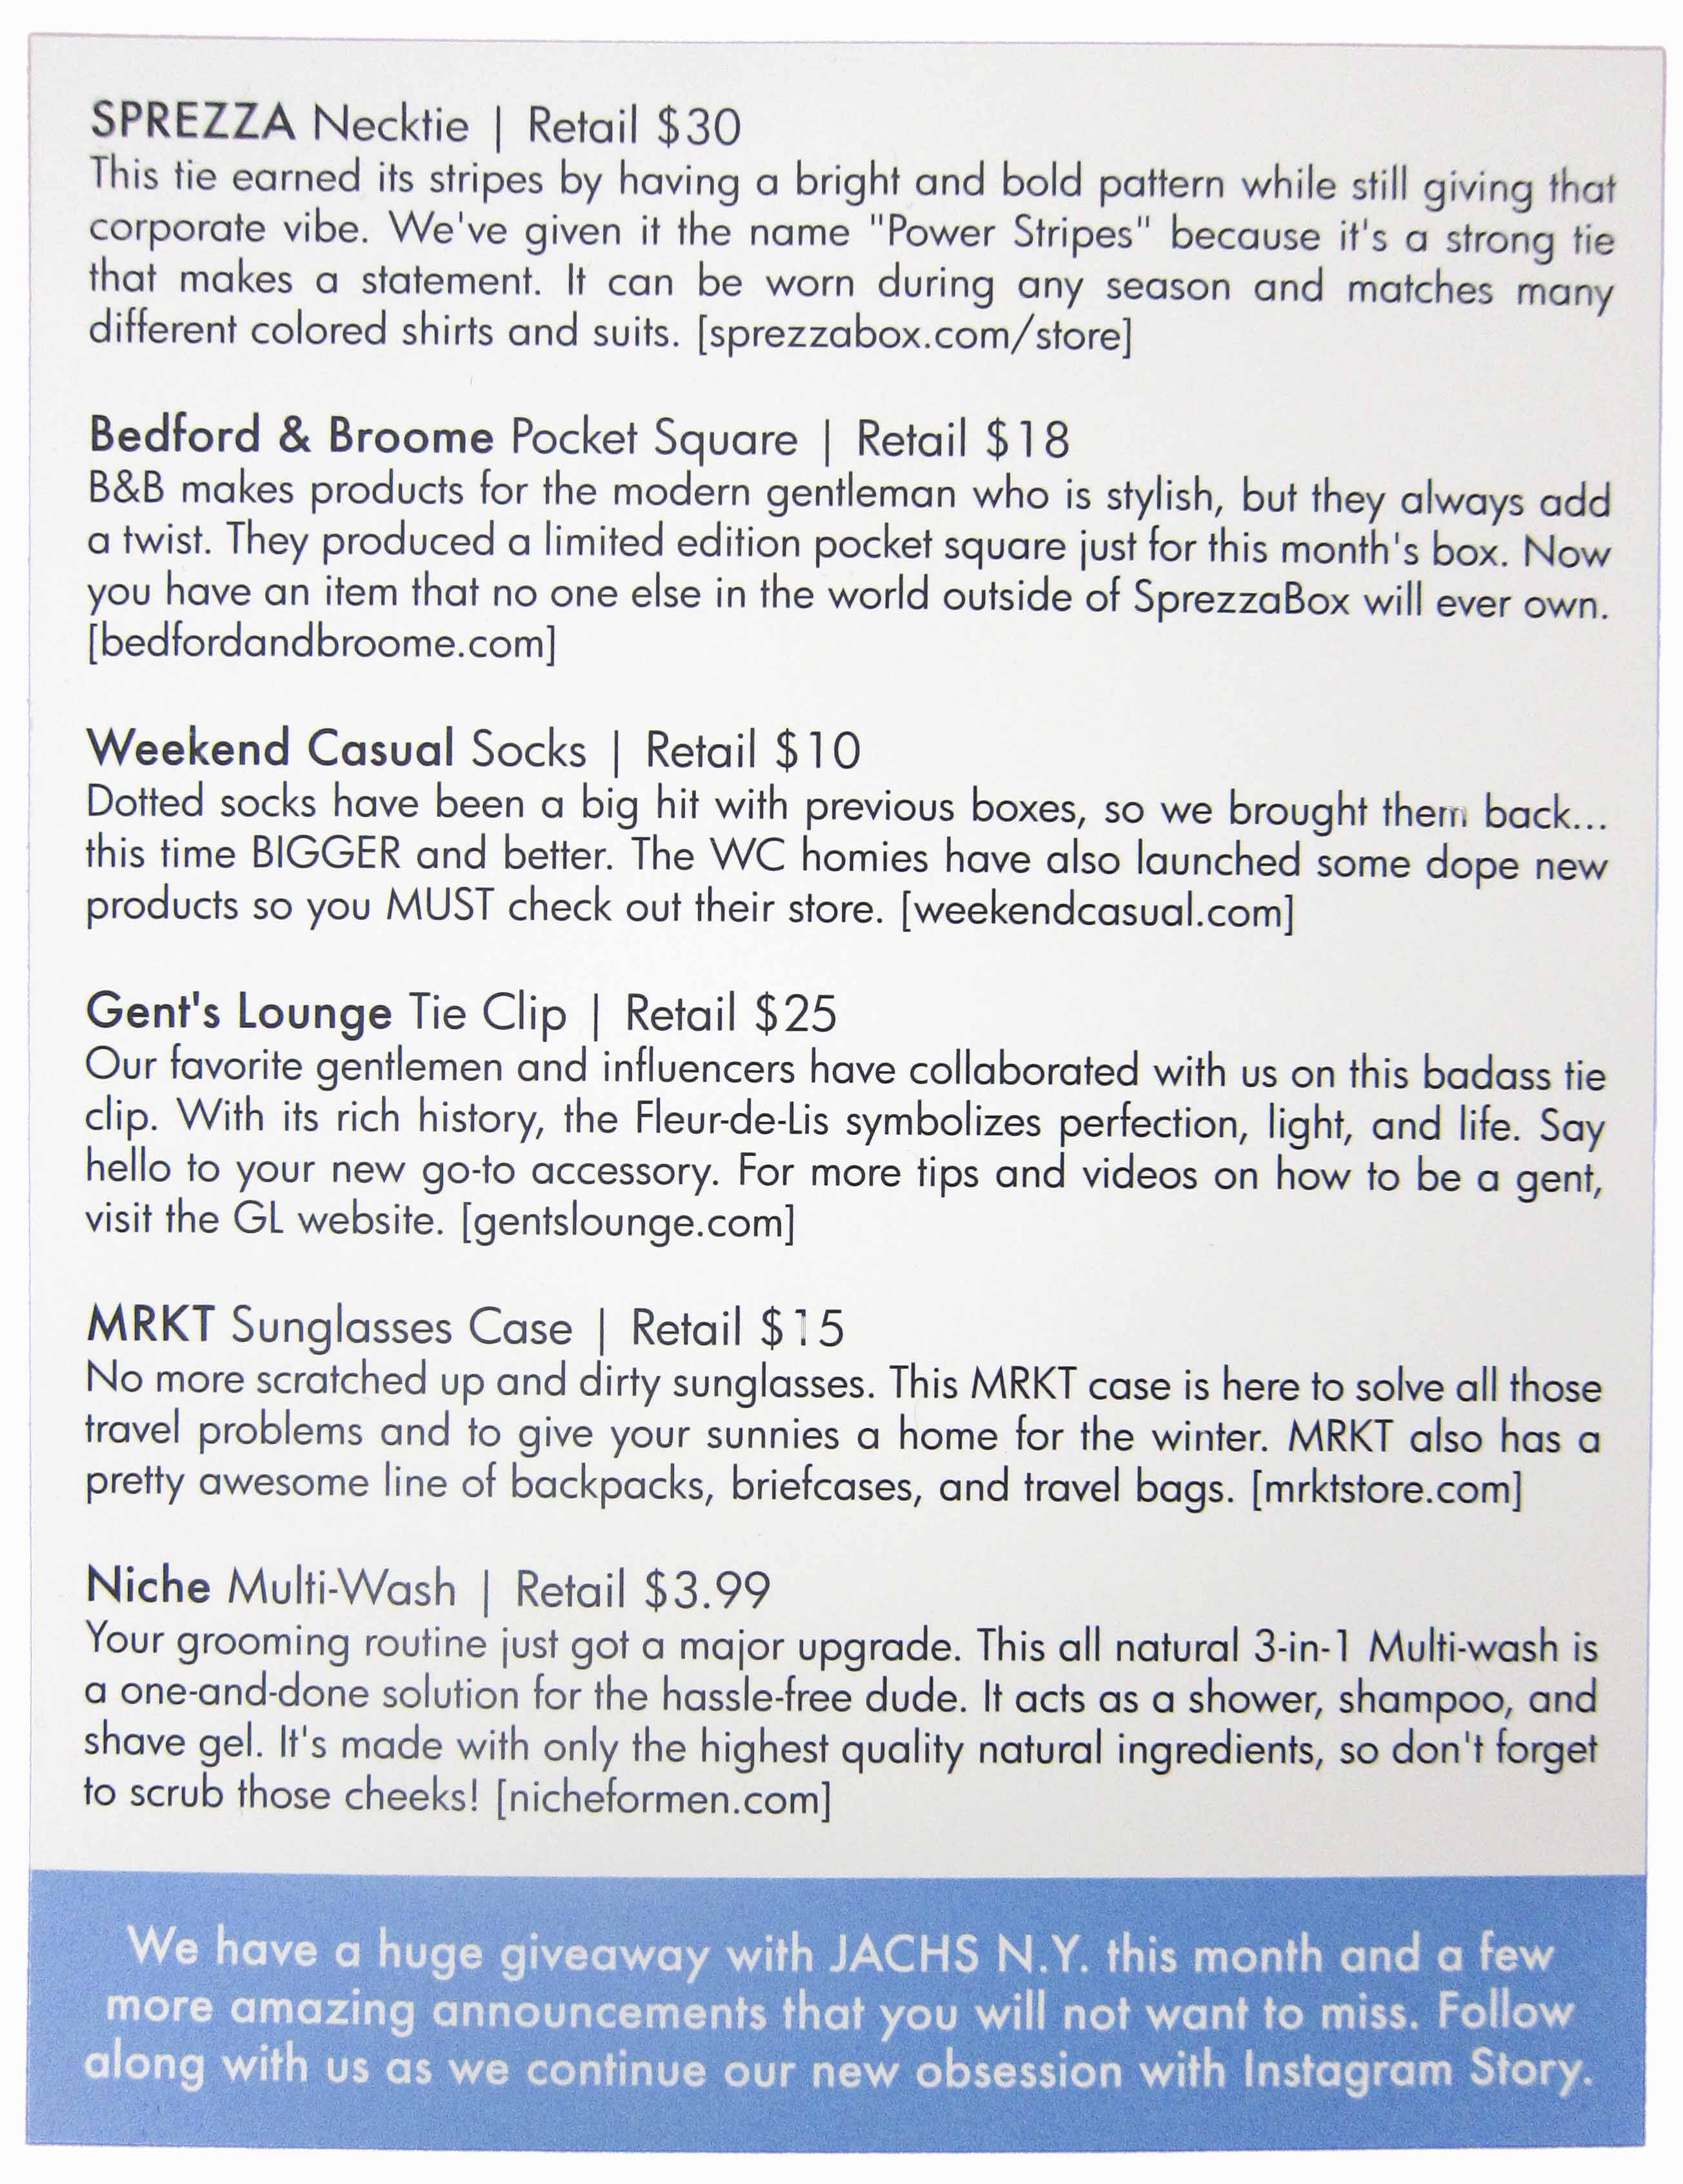 SPREZZA Necktie | Retail $30
This tie earned its stripes by having a bright and bold pattern while still giving that
corporate vibe. We've given it the name "Power Stripes" because it's a strong tie
that makes a statement. It can be worn during any season and matches many
different colored shirts and suits. [sprezzabox.com/store]
Bedford & Broome Pocket Square | Retail $18
B&B makes products for the modern gentleman who is stylish, but they always add
a twist. They produced a limited edition pocket square just for this month's box. Now
you have an item that no one else in the world outside of SprezzaBox will ever own.
[bedfordandbroome.com]
Weekend Casual Socks | Retail $10
Dotted socks have been a big hit with previous boxes, so we brought them back...
this time BIGGER and better. The WC homies have also launched some dope new
products so you MUST check out their store. [weekendcasual.com]
Gent's Lounge Tie Clip | Retail $25
Our favorite gentlemen and influencers have collaborated with us on this badass tie
clip. With its rich history, the Fleur-de-Lis symbolizes perfection, light, and life. Say
hello to your new go-to accessory. For more tips and videos on how to be a gent,
visit the GL website. [gentslounge.com]
MRKT Sunglasses Case | Retail $15
No more scratched up and dirty sunglasses. This MRKT case is here to solve all those
travel problems and to give your sunnies a home for the winter. MRKT also has a
pretty awesome line of backpacks, briefcases, and travel bags. [mrktstore.com]
Niche Multi-Wash | Retail $3.99
Your grooming routine just got a major upgrade. This all natural 3-in-1 Multi-wash is
a one-and-done solution for the hassle-free dude. It acts as a shower, shampoo, and
shave gel. It's made with only the highest quality natural ingredients, so don't forget
to scrub those cheeks! [nicheformen.com]
We have a huge giveaway with JACHS N.Y. this month and a few
more amazing announcements that you will not want to miss. Follow
along with us as we continue our new obsession with Instagram Story.